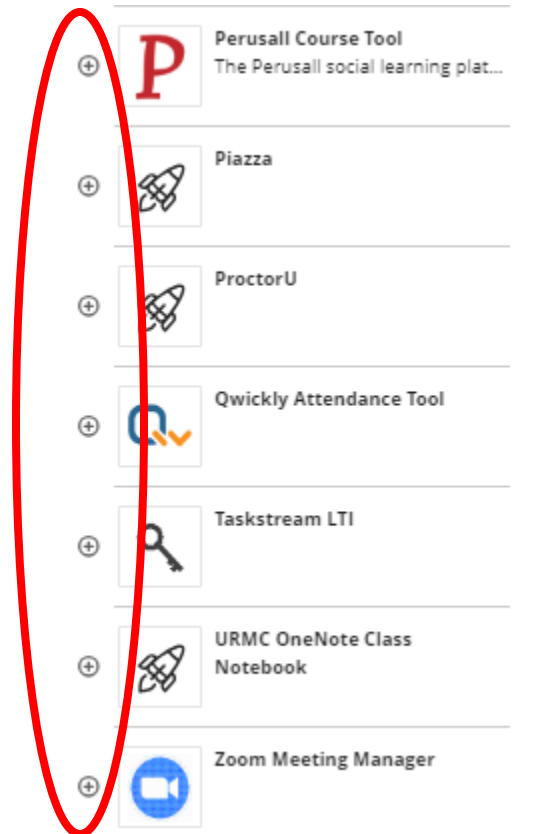 Perusall Course Tool
The Perusall social learning plat...
Piazza
ProctorU
Qwickly Attendance Tool
Taskstream LTI
URMC OneNote Class
Notebook
Zoom Meeting Manager